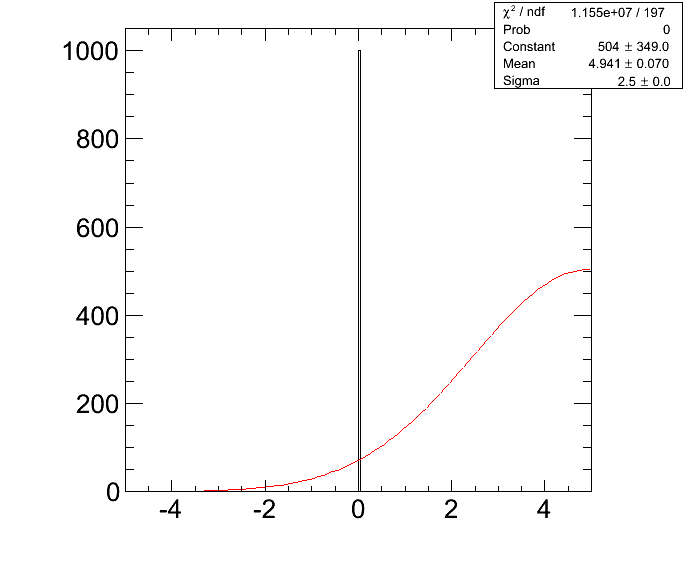 χ² / ndf 1.155e+07 / 197
Prob 0
Constant 504 ± 349.0
Mean 4.941 ± 0.070
Sigma 2.5 ± 0.0
1000
800
600
400
200
0
-4 -2 0 2 4